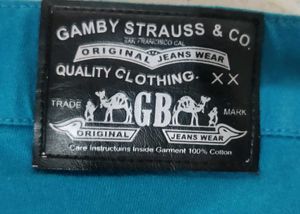 GAMBY STRAUSS & CO.
SAN FRANCISCO CAL
ORIGINAL JEANS WEAR
QUALITY CLOTHING. XX
TRADE GB MARK
ORIGINAL JEANS WEAR
Care Instructuins Inside Garment 100% Cotton